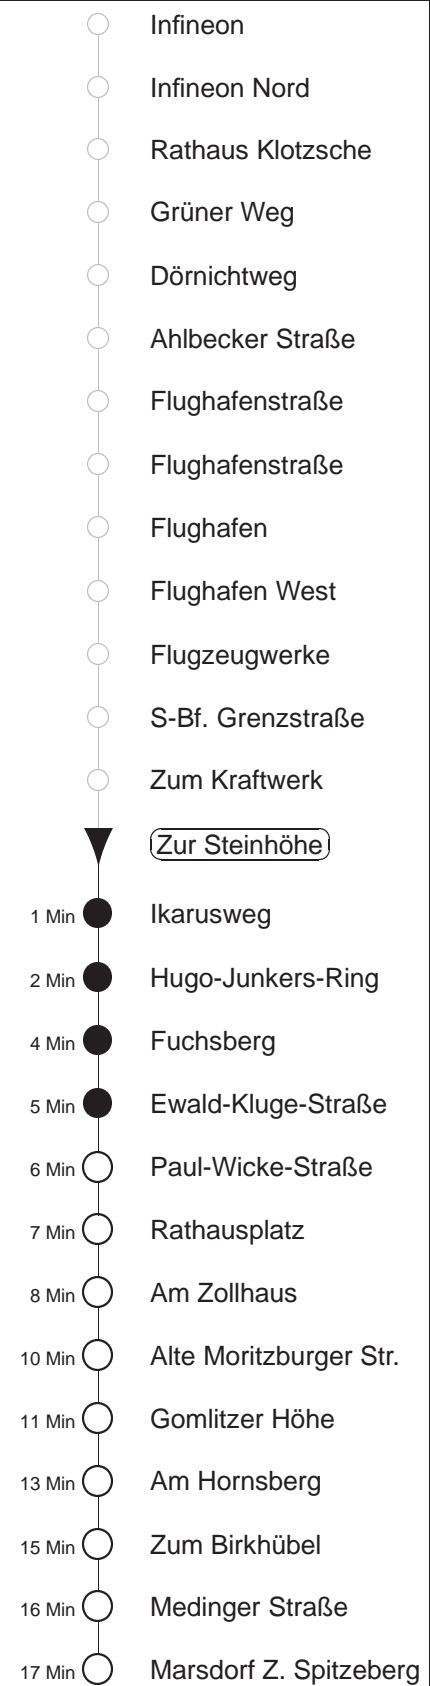 Infineon
Infineon Nord
Rathaus Klotzsche
Grüner Weg
Dörnichtweg
Ahlbecker Straße
Flughafenstraße
Flughafenstraße
Flughafen
Flughafen West
Flugzeugwerke
S-Bf. Grenzstraße
Zum Kraftwerk
Zur Steinhöhe
1 Min Ikarusweg
2 Min Hugo-Junkers-Ring
4 Min Fuchsberg
5 Min Ewald-Kluge-Straße
6 Min Paul-Wicke-Straße
7 Min Rathausplatz
8 Min Am Zollhaus
10 Min Alte Moritzburger Str.
11 Min Gomlitzer Höhe
13 Min Am Hornsberg
15 Min Zum Birkhübel
16 Min Medinger Straße
17 Min Marsdorf Z. Spitzeberg